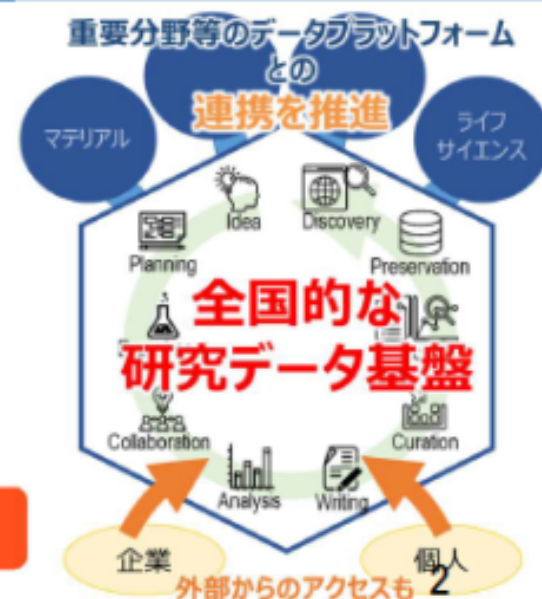 重要分野等のデータプラットフォーム
との
連携を推進
マテリアル
ライフ
サイエンス
Idea
Discovery
Planning
Preservation
全国的な
研究データ基盤
Collaboration
Curation
Analysis
Writing
企業
個人
外部からのアクセスも
2